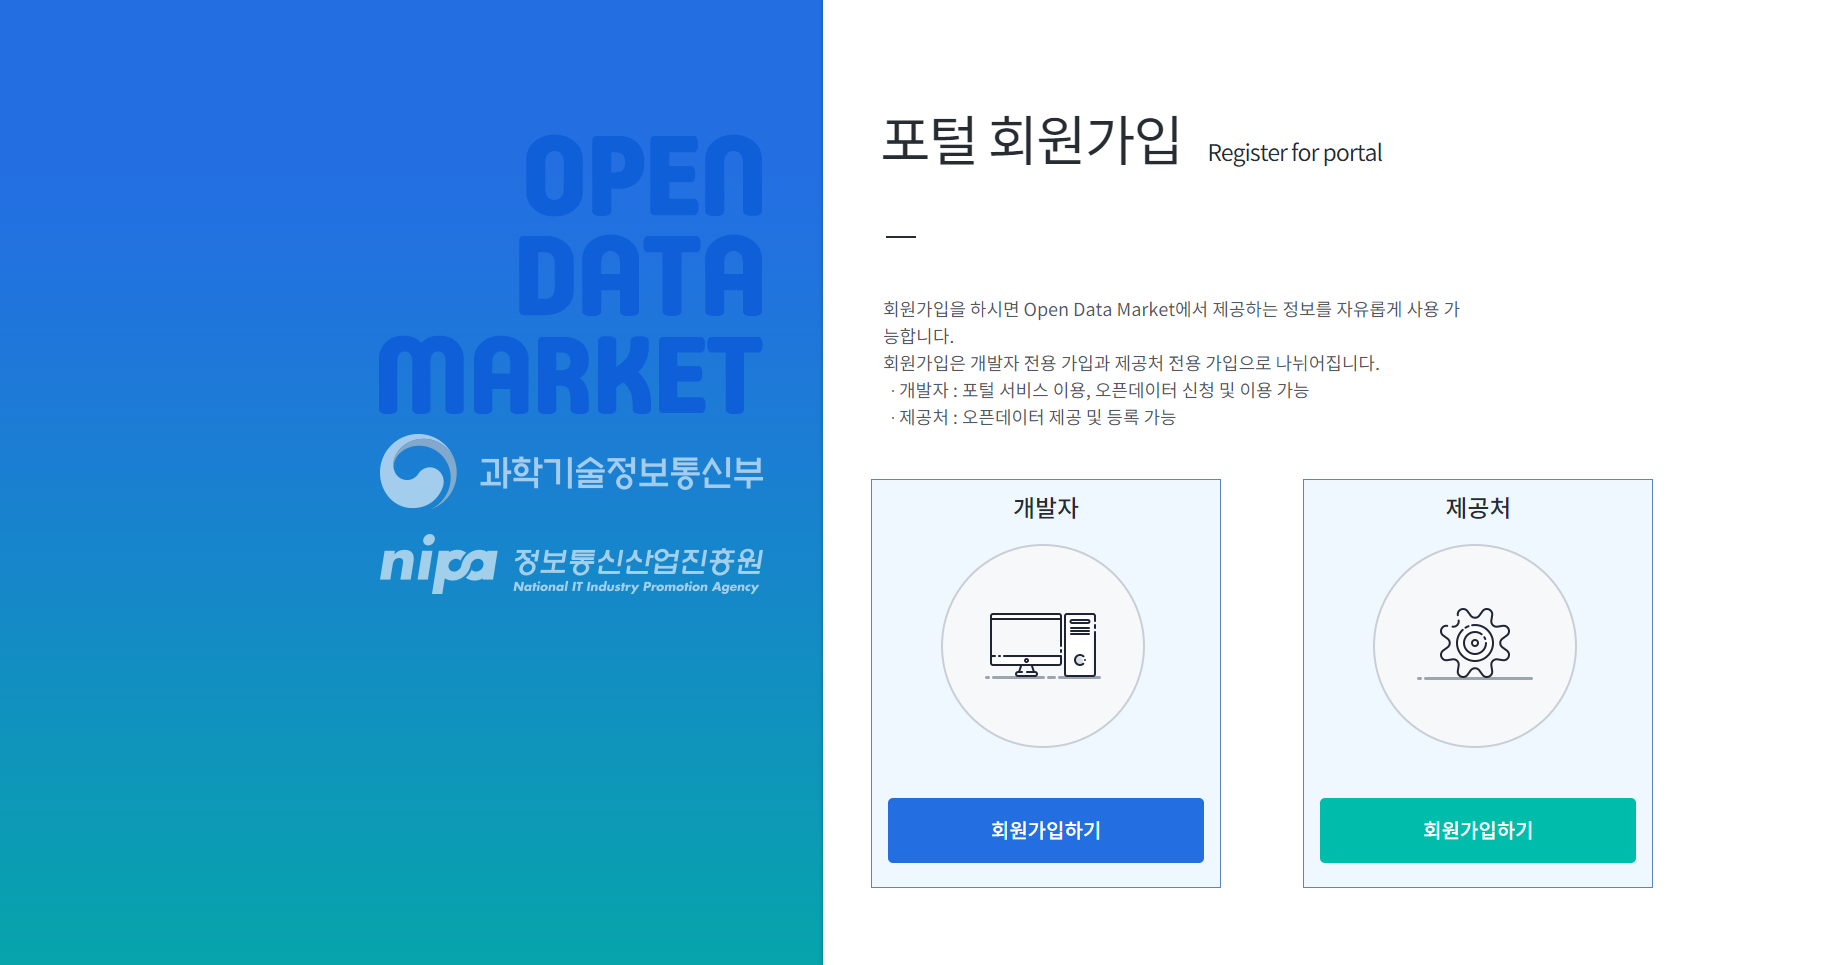 OPEN
DATA
MARKET
과학기술정보통신부
nipa 정보통신산업진흥원
National IT Industry Promotion Agency
포털 회원가입 Register for portal
회원가입을 하시면 Open Data Market에서 제공하는 정보를 자유롭게 사용 가
능합니다.
회원가입은 개발자 전용 가입과 제공처 전용 가입으로 나뉘어집니다.
· 개발자 : 포털 서비스 이용, 오픈데이터 신청 및 이용 가능
· 제공처 : 오픈데이터 제공 및 등록 가능
개발자
회원가입하기
제공처
회원가입하기